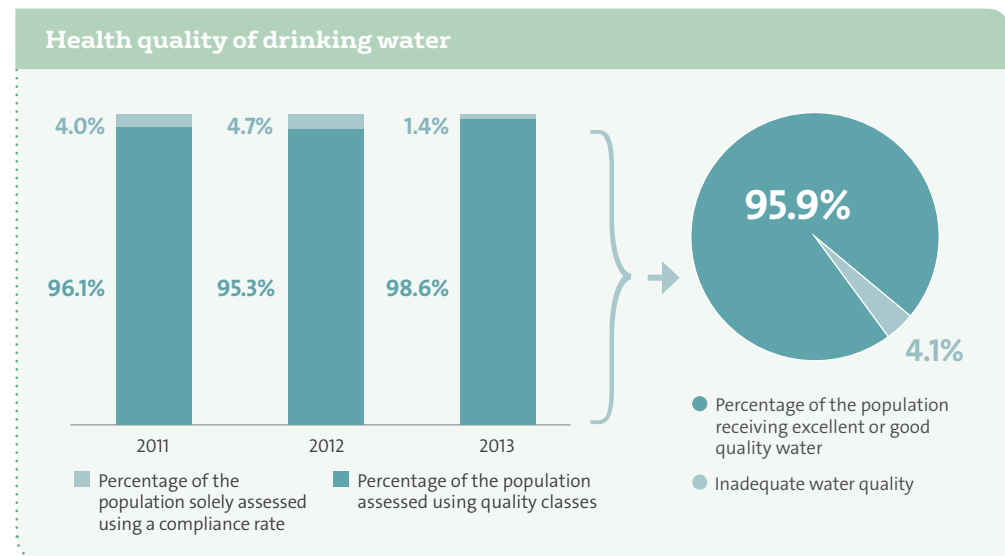 Health quality of drinking water
4.0%
4.7%
1.4%
96.1%
95.3%
98.6%
2011
2012
2013
Percentage of the
population solely assessed
using a compliance rate
Percentage of the population
assessed using quality classes
95.9%
4.1%
Percentage of the population
receiving excellent or good
quality water
Inadequate water quality